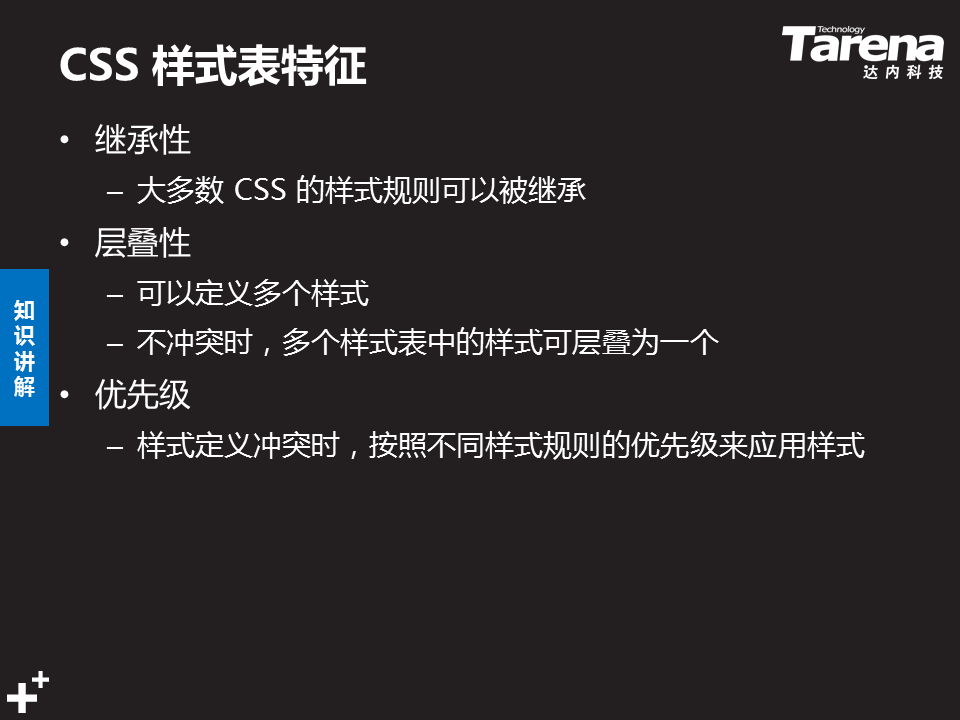 CSS 样式表特征
Technology
Tarena
达内科技
• 继承性
– 大多数 CSS 的样式规则可以被继承
• 层叠性
– 可以定义多个样式
– 不冲突时，多个样式表中的样式可层叠为一个
• 优先级
– 样式定义冲突时，按照不同样式规则的优先级来应用样式
知识讲解